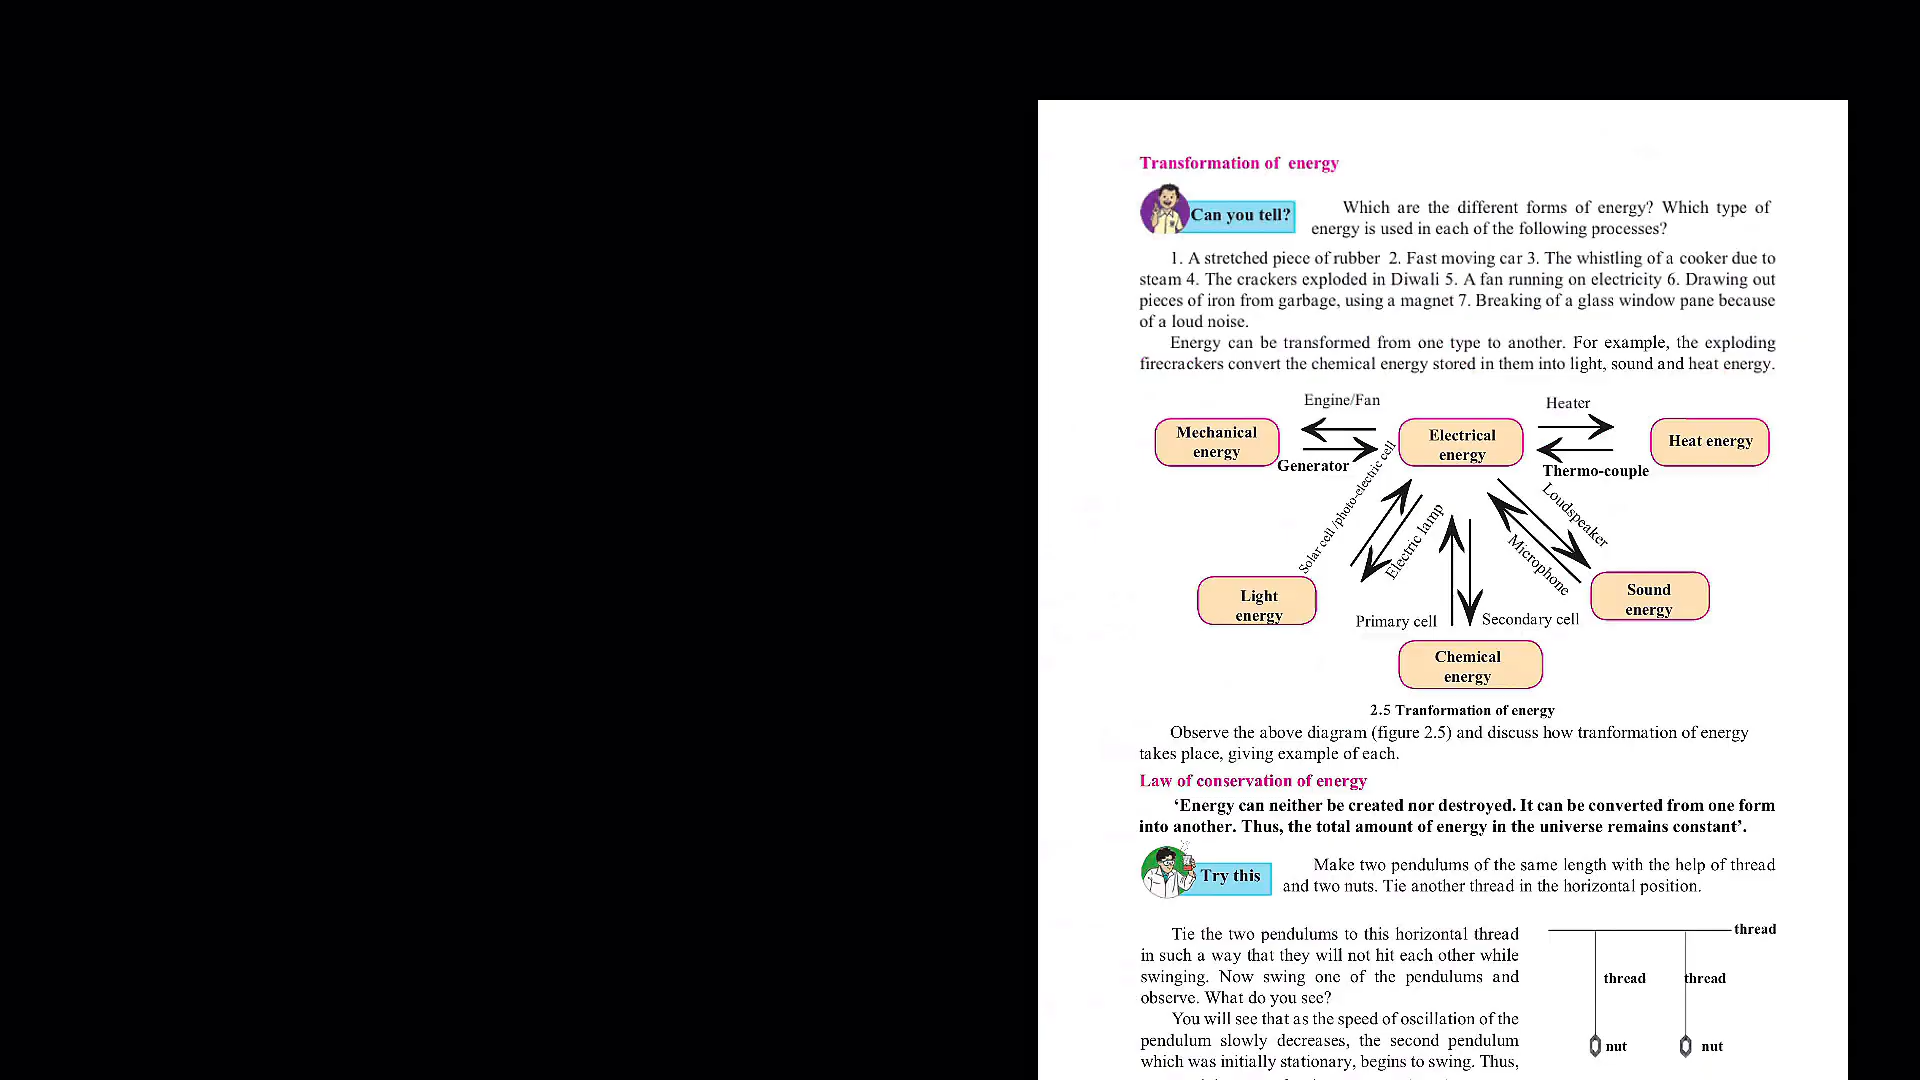 Transformation of energy
Can you tell?
Which are the different forms of energy? Which type of
energy is used in each of the following processes?
1. A stretched piece of rubber 2. Fast moving car 3. The whistling of a cooker due to
steam 4. The crackers exploded in Diwali 5. A fan running on electricity 6. Drawing out
pieces of iron from garbage, using a magnet 7. Breaking of a glass window pane because
of a loud noise.
Energy can be transformed from one type to another. For example, the exploding
firecrackers convert the chemical energy stored in them into light, sound and heat energy.
Engine/Fan
Heater
Mechanical
energy
Electrical
energy
Heat energy
Generator
Thermo-couple
Solar cell /photo-electric cell
Electric lamp
Loudspeaker
Microphone
Light
energy
Sound
energy
Primary cell
Secondary cell
Chemical
energy
2.5 Tranformation of energy
Observe the above diagram (figure 2.5) and discuss how tranformation of energy
takes place, giving example of each.
Law of conservation of energy
‘Energy can neither be created nor destroyed. It can be converted from one form
into another. Thus, the total amount of energy in the universe remains constant’.
Try this
Make two pendulums of the same length with the help of thread
and two nuts. Tie another thread in the horizontal position.
Tie the two pendulums to this horizontal thread
in such a way that they will not hit each other while
swinging. Now swing one of the pendulums and
observe. What do you see?
You will see that as the speed of oscillation of the
pendulum slowly decreases, the second pendulum
which was initially stationary, begins to swing. Thus,
thread
thread
thread
nut
nut